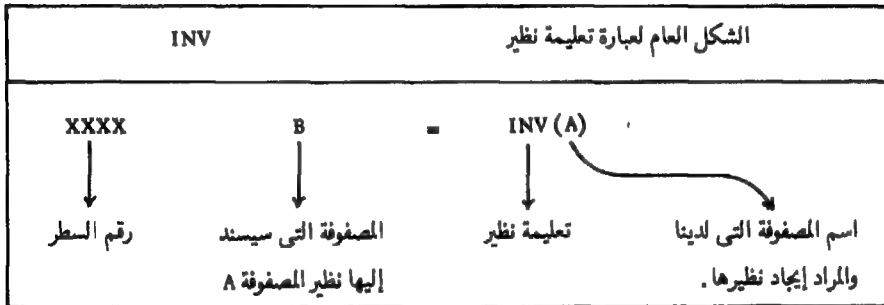 الشكل العام لعبارة تعليمة نظير INV
XXXX B = INV (A)
رقم السطر
المصفوفة التى سيسند
إليها نظير المصفوفة A
تعليمة نظير
اسم المصفوفة التى لدينا
والمراد إيجاد نظيرها .